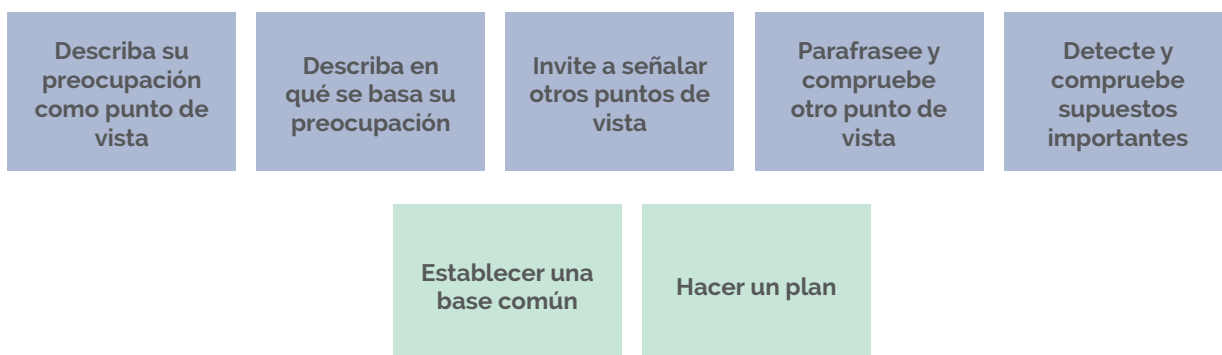 Describa su
preocupación
como punto de
vista
Describa en
qué se basa su
preocupación
Invite a señalar
otros puntos de
vista
Parafrasee y
compruebe
otro punto de
vista
Detecte y
compruebe
supuestos
importantes
Establecer una
base común
Hacer un plan